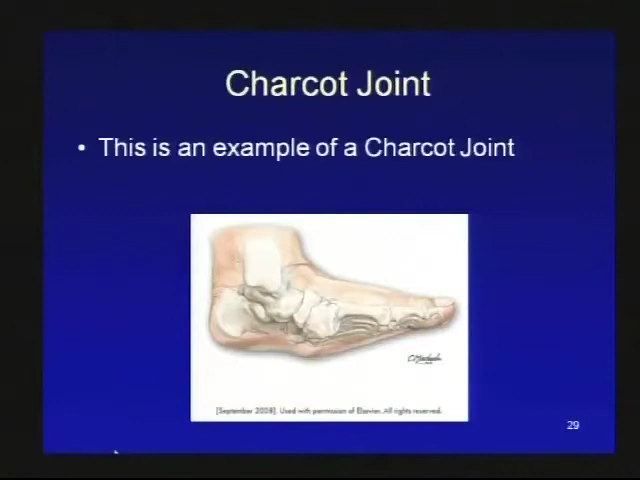 Charcot Joint
• This is an example of a Charcot Joint
[September 2008]. Used with permission of Elsevier. All rights reserved.
29